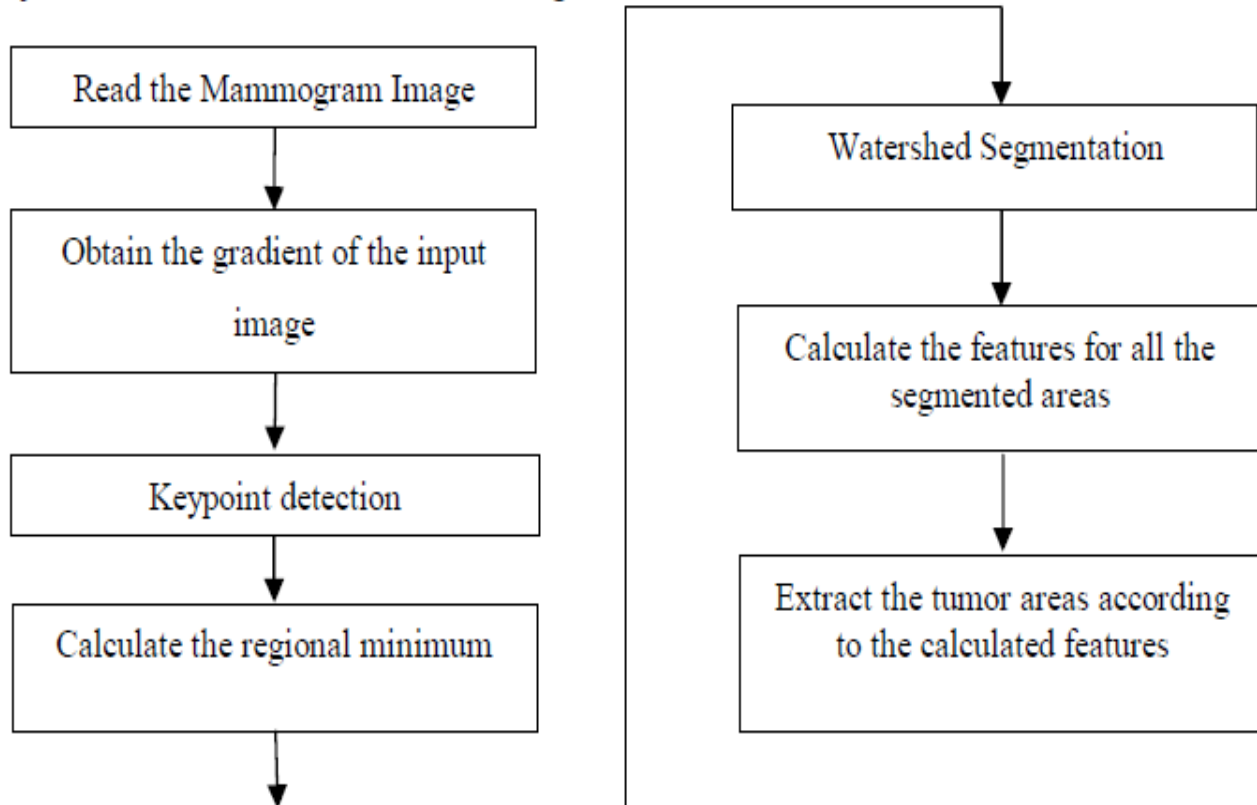 Read the Mammogram Image
Obtain the gradient of the input
image
Keypoint detection
Calculate the regional minimum
Watershed Segmentation
Calculate the features for all the
segmented areas
Extract the tumor areas according
to the calculated features